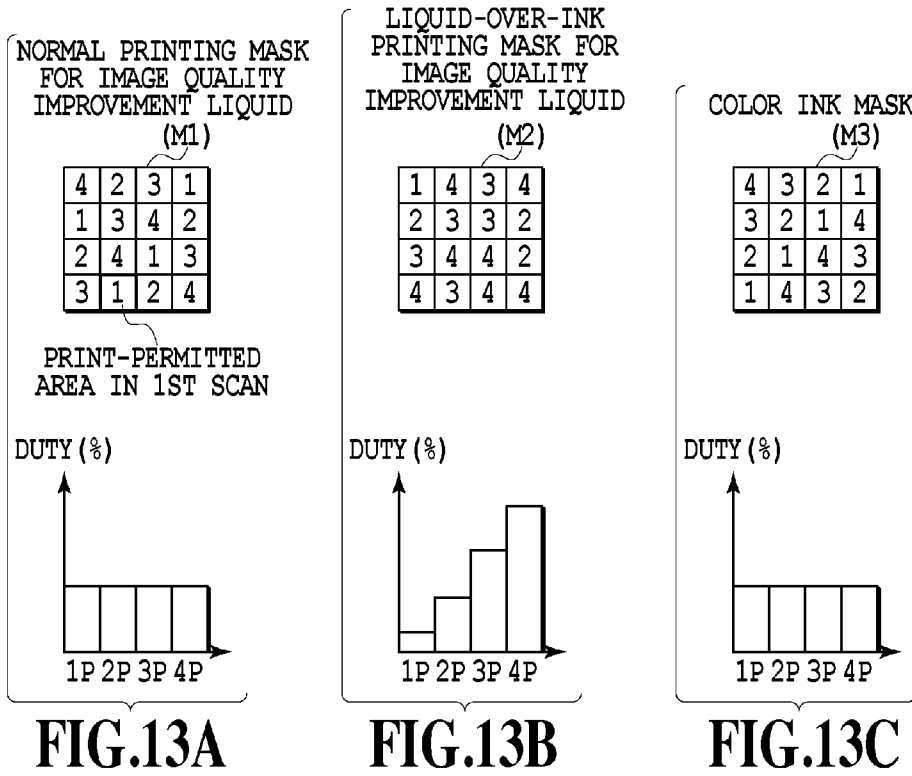 NORMAL PRINTING MASK
FOR IMAGE QUALITY
IMPROVEMENT LIQUID
(M1)
4 2 3 1
1 3 4 2
2 4 1 3
3 1 2 4
PRINT-PERMITTED
AREA IN 1ST SCAN
DUTY (%)
1P 2P 3P 4P
FIG.13A
LIQUID-OVER-INK
PRINTING MASK FOR
IMAGE QUALITY
IMPROVEMENT LIQUID
(M2)
1 4 3 4
2 3 3 2
3 4 4 2
4 3 4 4
DUTY (%)
1P 2P 3P 4P
FIG.13B
COLOR INK MASK
(M3)
4 3 2 1
3 2 1 4
2 1 4 3
1 4 3 2
DUTY (%)
1P 2P 3P 4P
FIG.13C